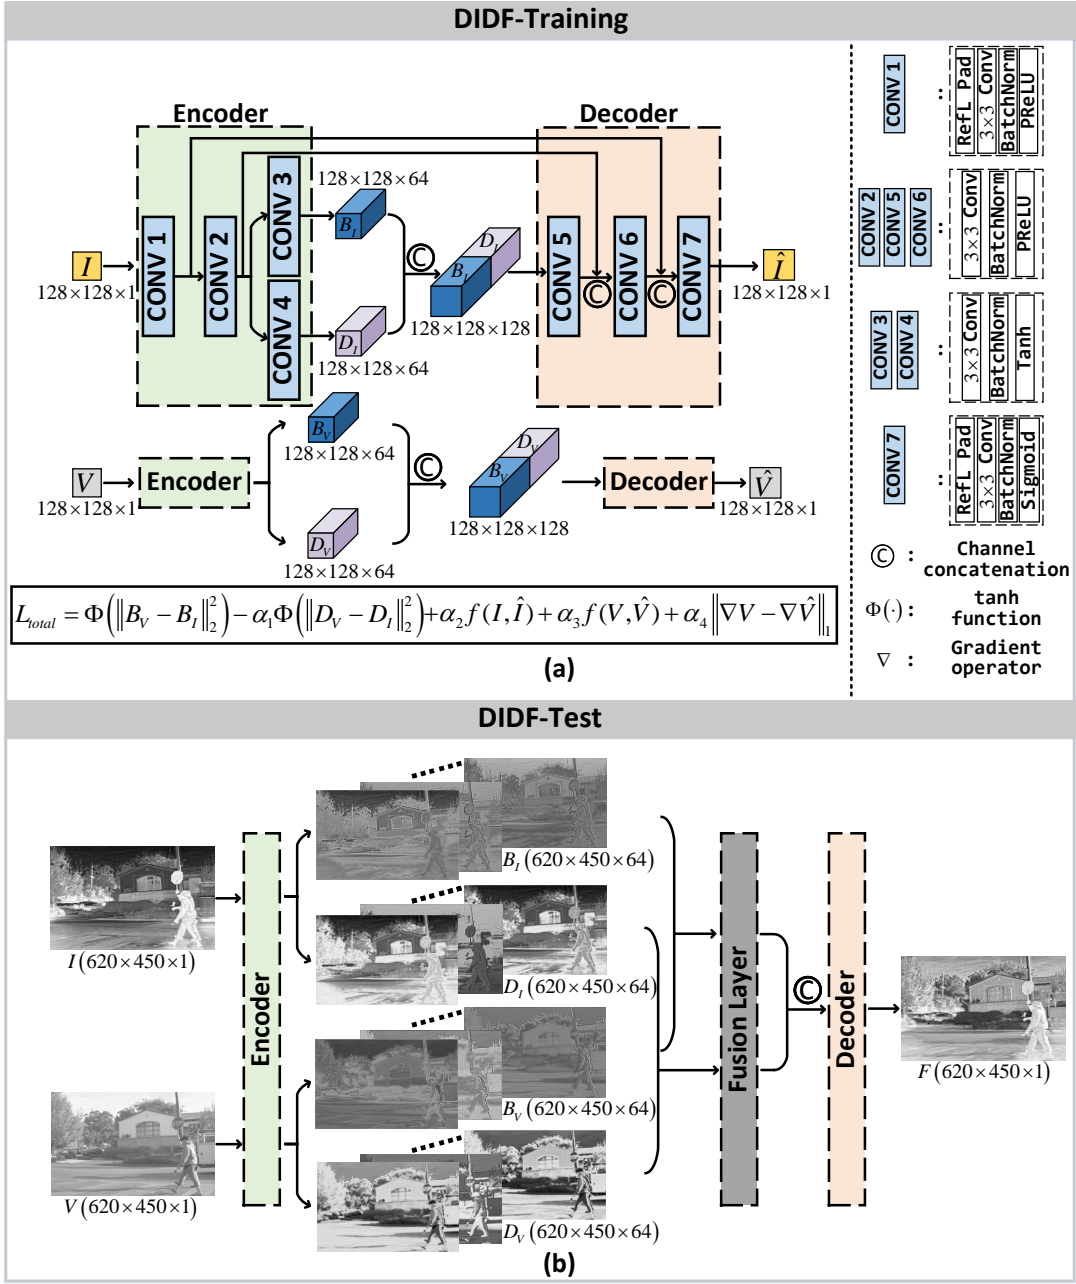 DIDF-Training
Encoder
Decoder
CONV 1
CONV 2
CONV 3
CONV 4
CONV 5
CONV 6
CONV 7
I
128×128×1
128×128×64
B_I
D_I
128×128×64
©
D_I
B_I
128×128×128
©
©
Î
128×128×1
V
128×128×1
Encoder
B_V
128×128×64
D_V
128×128×64
©
D_V
B_V
128×128×128
Decoder
V̂
128×128×1
L_total = Φ(‖B_V − B_I‖₂²) − α₁Φ(‖D_V − D_I‖₂²) + α₂f(I, Î) + α₃f(V, V̂) + α₄‖∇V − ∇V̂‖₁
(a)
CONV 1
:
RefL Pad
3×3 Conv
BatchNorm
PReLU
CONV 2
CONV 5
CONV 6
:
3×3 Conv
BatchNorm
PReLU
CONV 3
CONV 4
:
3×3 Conv
BatchNorm
Tanh
CONV 7
:
RefL Pad
3×3 Conv
BatchNorm
Sigmoid
© : Channel
concatenation
Φ(·) : tanh
function
∇ : Gradient
operator
DIDF-Test
I(620×450×1)
V(620×450×1)
Encoder
B_I(620×450×64)
D_I(620×450×64)
B_V(620×450×64)
D_V(620×450×64)
Fusion Layer
©
Decoder
F(620×450×1)
(b)